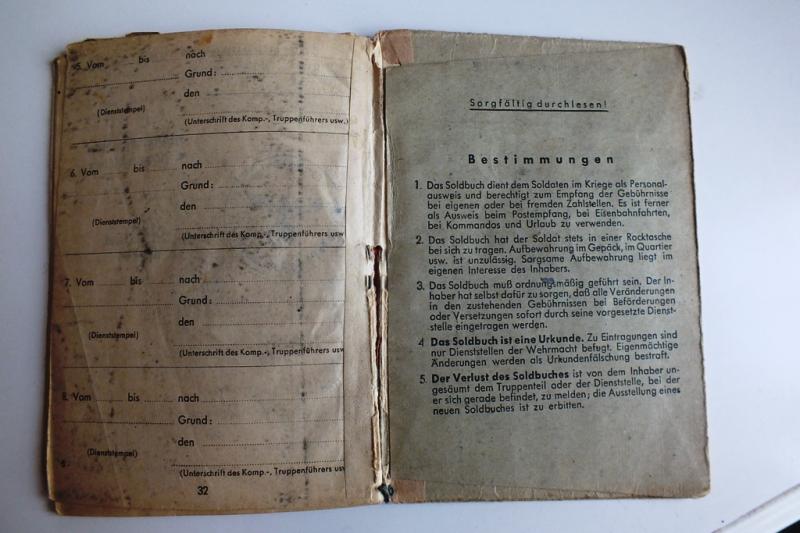 5. Vom ........ bis ........ nach
Grund:
den
(Dienststempel)
(Unterschrift des Komp.-, Truppenführers usw.)
6. Vom ........ bis ........ nach
Grund:
den
(Dienststempel)
(Unterschrift des Komp.-, Truppenführers usw
7. Vom ........ bis ........ nach
Grund:
den
(Dienststempel)
(Unterschrift des Komp.-, Truppenführers usw
8. Vom ........ bis ........ nach
Grund:
den
(Dienststempel)
(Unterschrift des Komp.-, Truppenführers usw
32
Sorgfältig durchlesen!
Bestimmungen
1. Das Soldbuch dient dem Soldaten im Kriege als Personal-
ausweis und berechtigt zum Empfang der Gebührnisse
bei eigenen oder bei fremden Zahlstellen. Es ist ferner
als Ausweis beim Postempfang, bei Eisenbahnfahrten,
bei Kommandos und Urlaub zu verwenden.
2. Das Soldbuch hat der Soldat stets in einer Rocktasche
bei sich zu tragen. Aufbewahrung im Gepäck, im Quartier
usw. ist unzulässig. Sorgsame Aufbewahrung liegt im
eigenen Interesse des Inhabers.
3. Das Soldbuch muß ordnungsmäßig geführt sein. Der In-
haber hat selbst dafür zu sorgen, daß alle Veränderungen
in den zustehenden Gebührnissen bei Beförderungen
oder Versetzungen sofort durch seine vorgesetzte Dienst-
stelle eingetragen werden.
4 Das Soldbuch ist eine Urkunde. Zu Eintragungen sind
nur Dienststellen der Wehrmacht befugt. Eigenmächtige
Änderungen werden als Urkundenfälschung bestraft.
5. Der Verlust des Soldbuches ist von dem Inhaber un-
gesäumt dem Truppenteil oder der Dienststelle, bei der
er sich gerade befindet, zu melden; die Ausstellung eines
neuen Soldbuches ist zu erbitten.